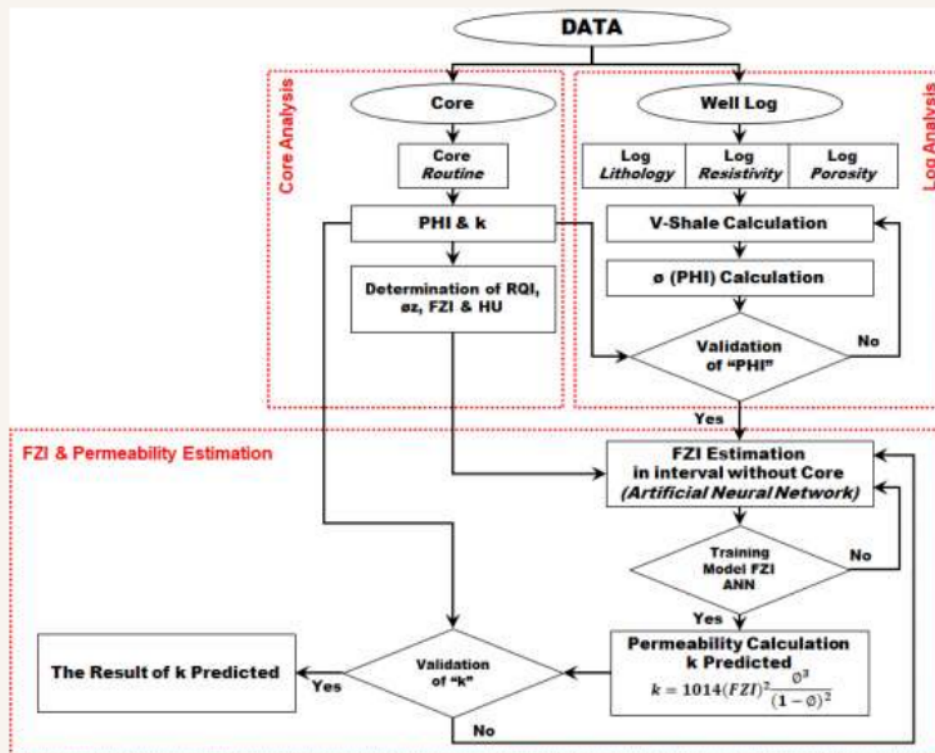 DATA
Core Analysis
Core
Core
Routine
PHI & k
Determination of RQI,
øz, FZI & HU
Log Analysis
Well Log
Log
Lithology
Log
Resistivity
Log
Porosity
V-Shale Calculation
ø (PHI) Calculation
Validation
of "PHI"
No
Yes
FZI & Permeability Estimation
FZI Estimation
in interval without Core
(Artificial Neural Network)
Training
Model FZI
ANN
No
Yes
Permeability Calculation
k Predicted
k = 1014(FZI)² ∅³/(1 − ∅)²
Validation
of "k"
Yes
No
The Result of k Predicted